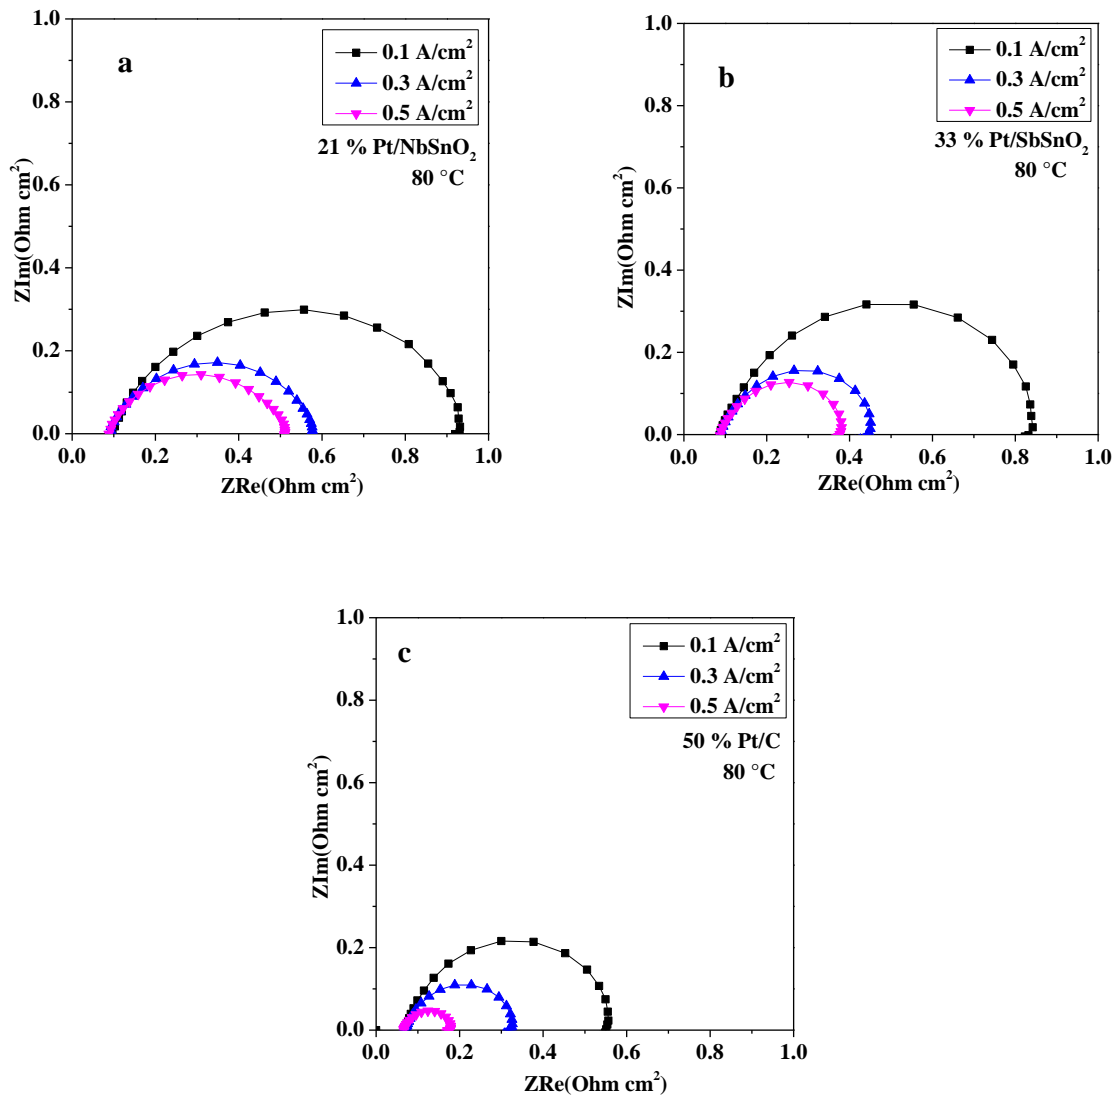 a
0.1 A/cm²
0.3 A/cm²
0.5 A/cm²
21 % Pt/NbSnO₂
80 °C
1.0
0.8
0.6
0.4
0.2
0.0
ZIm(Ohm cm²)
0.0 0.2 0.4 0.6 0.8 1.0
ZRe(Ohm cm²)
b
0.1 A/cm²
0.3 A/cm²
0.5 A/cm²
33 % Pt/SbSnO₂
80 °C
1.0
0.8
0.6
0.4
0.2
0.0
ZIm(Ohm cm²)
0.0 0.2 0.4 0.6 0.8 1.0
ZRe(Ohm cm²)
c
0.1 A/cm²
0.3 A/cm²
0.5 A/cm²
50 % Pt/C
80 °C
1.0
0.8
0.6
0.4
0.2
0.0
ZIm(Ohm cm²)
0.0 0.2 0.4 0.6 0.8 1.0
ZRe(Ohm cm²)